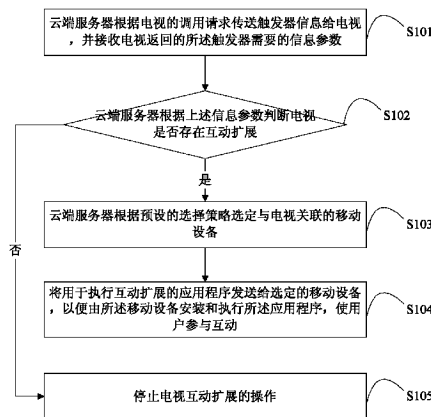 云端服务器根据电视的调用请求传送触发器信息给电视
，并接收电视返回的所述触发器需要的信息参数
S101
云端服务器根据上述信息参数判断电视
是否存在互动扩展
S102
是
云端服务器根据预设的选择策略选定与电视关联的移动
设备
S103
否
将用于执行互动扩展的应用程序发送给选定的移动设备
，以便由所述移动设备安装和执行所述应用程序，使用
户参与互动
S104
停止电视互动扩展的操作
S105